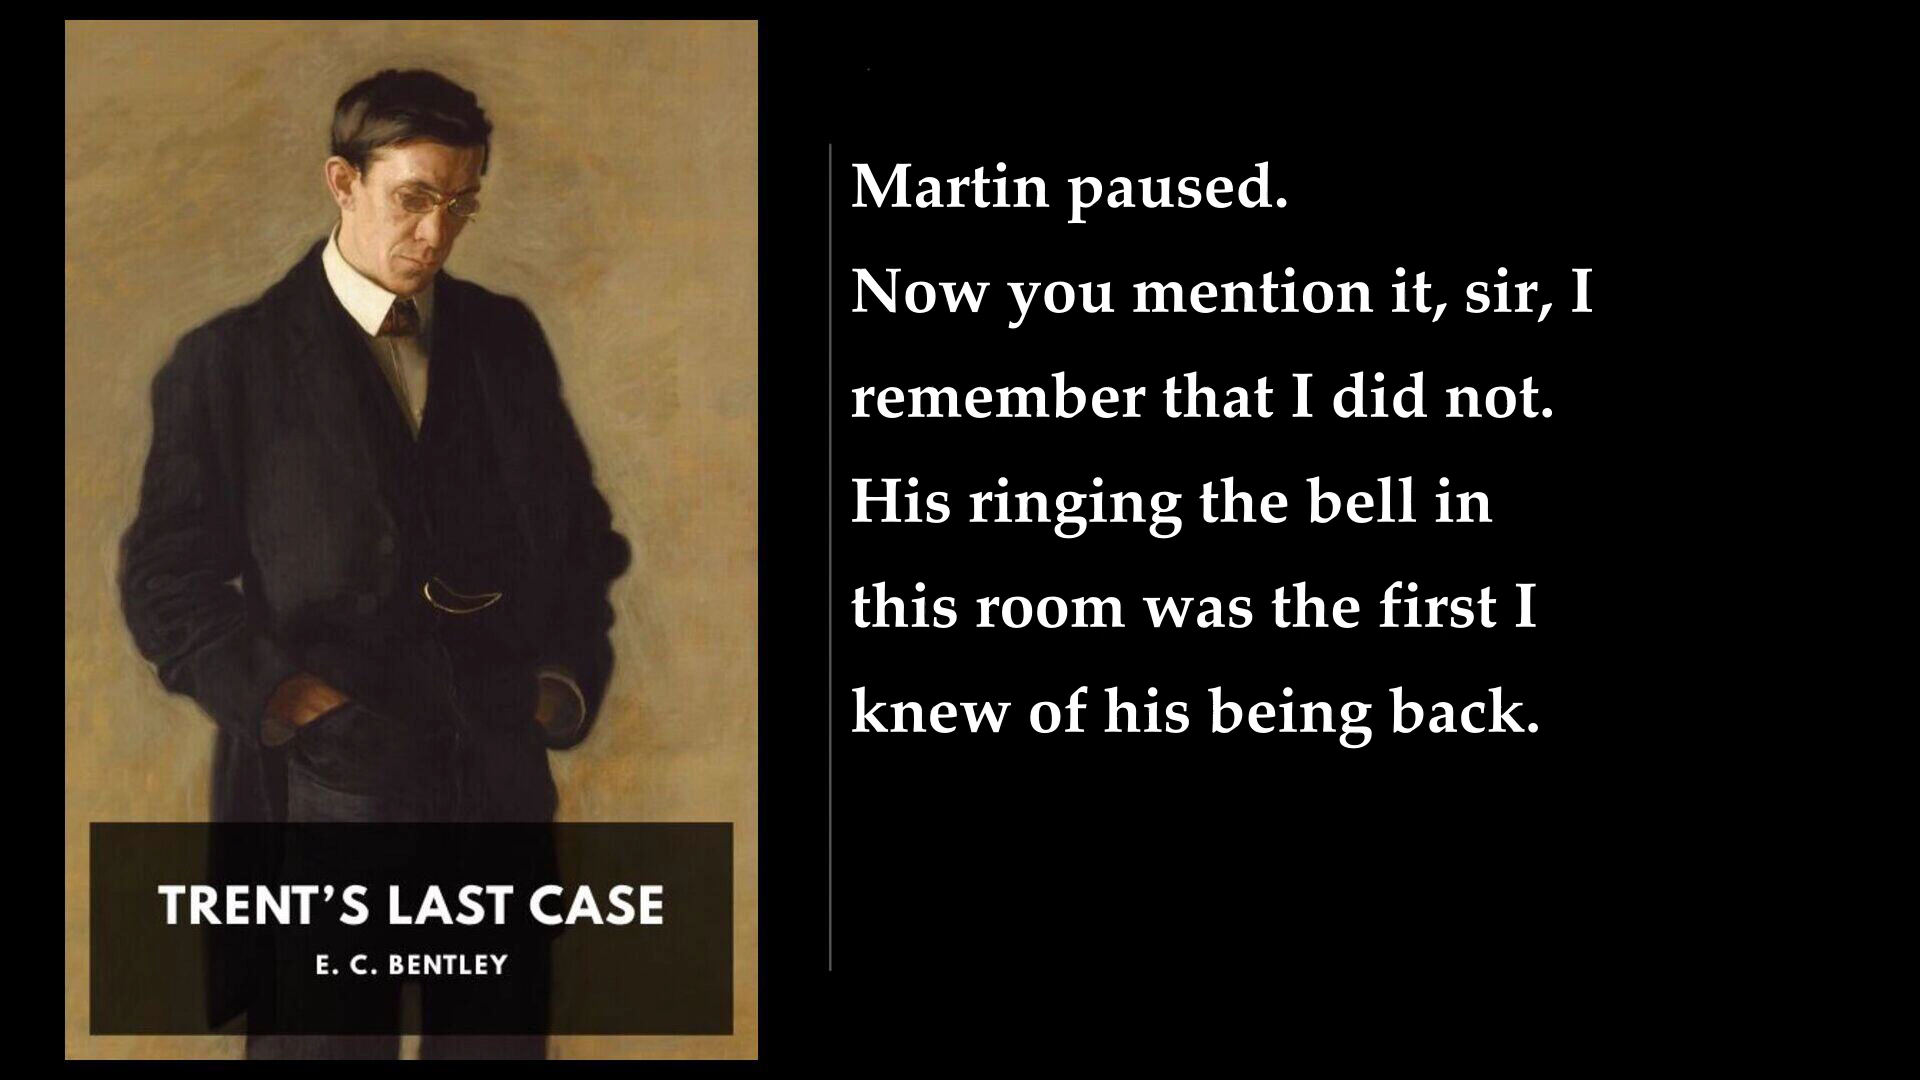 Martin paused.
Now you mention it, sir, I
remember that I did not.
His ringing the bell in
this room was the first I
knew of his being back.
TRENT’S LAST CASE
E. C. BENTLEY